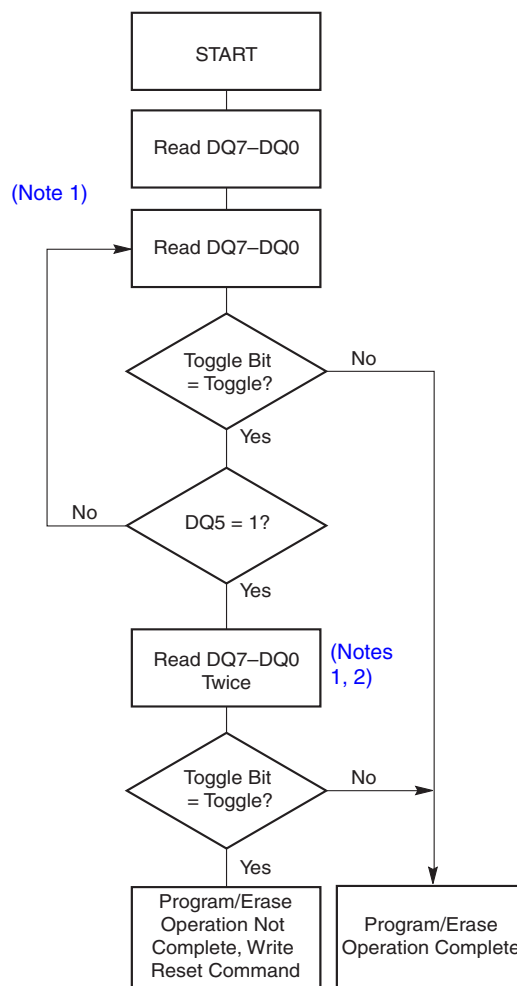 START
Read DQ7–DQ0
(Note 1)
Read DQ7–DQ0
Toggle Bit
= Toggle?
No
Yes
No
DQ5 = 1?
Yes
Read DQ7–DQ0
Twice
(Notes
1, 2)
Toggle Bit
= Toggle?
No
Yes
Program/Erase
Operation Not
Complete, Write
Reset Command
Program/Erase
Operation Complete